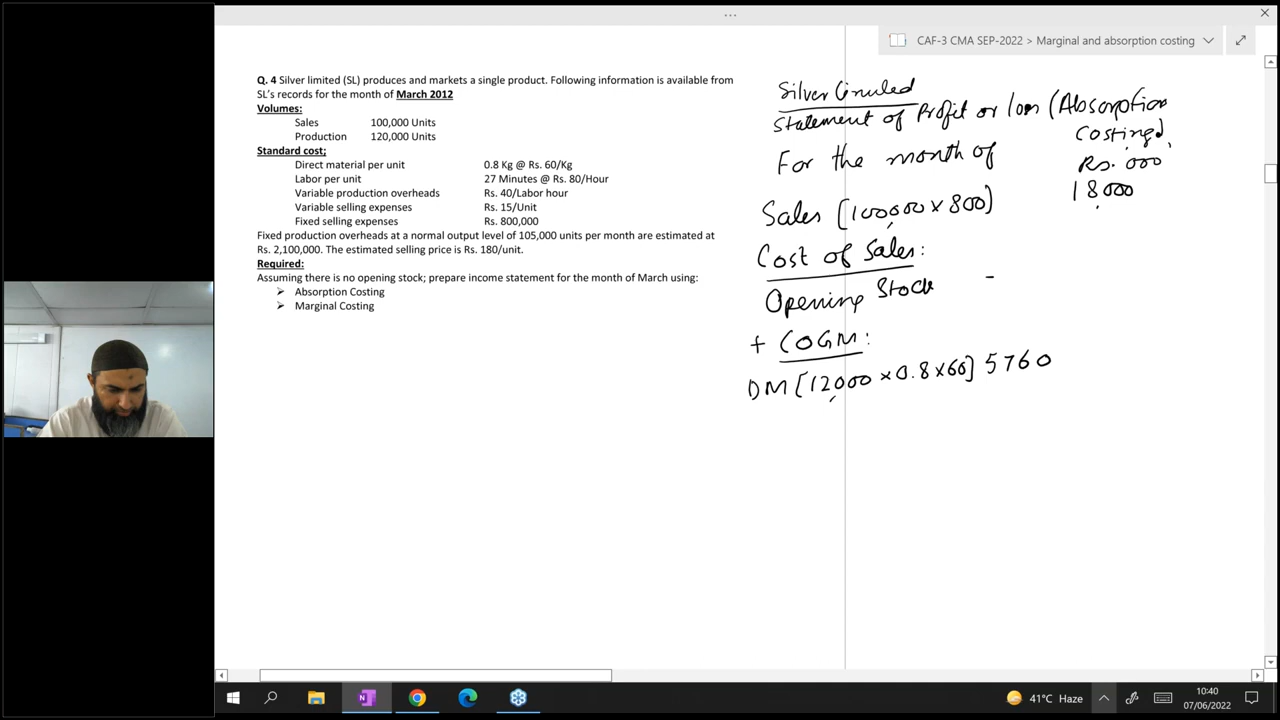 CAF-3 CMA SEP-2022 > Marginal and absorption costing
Q. 4 Silver limited (SL) produces and markets a single product. Following information is available from
SL's records for the month of March 2012
Volumes:
Sales 100,000 Units
Production 120,000 Units
Standard cost;
Direct material per unit 0.8 Kg @ Rs. 60/Kg
Labor per unit 27 Minutes @ Rs. 80/Hour
Variable production overheads Rs. 40/Labor hour
Variable selling expenses Rs. 15/Unit
Fixed selling expenses Rs. 800,000
Fixed production overheads at a normal output level of 105,000 units per month are estimated at
Rs. 2,100,000. The estimated selling price is Rs. 180/unit.
Required:
Assuming there is no opening stock; prepare income statement for the month of March using:
➢ Absorption Costing
➢ Marginal Costing
Silver Limited
Statement of Profit or loss (Absorption
Costing)
For the month of
Rs. 000
Sales [100,000 x 800] 18,000
Cost of Sales:
Opening Stock -
+ COGM:
DM [12,000 x 0.8 x 60] 5760
41°C Haze
10:40
07/06/2022